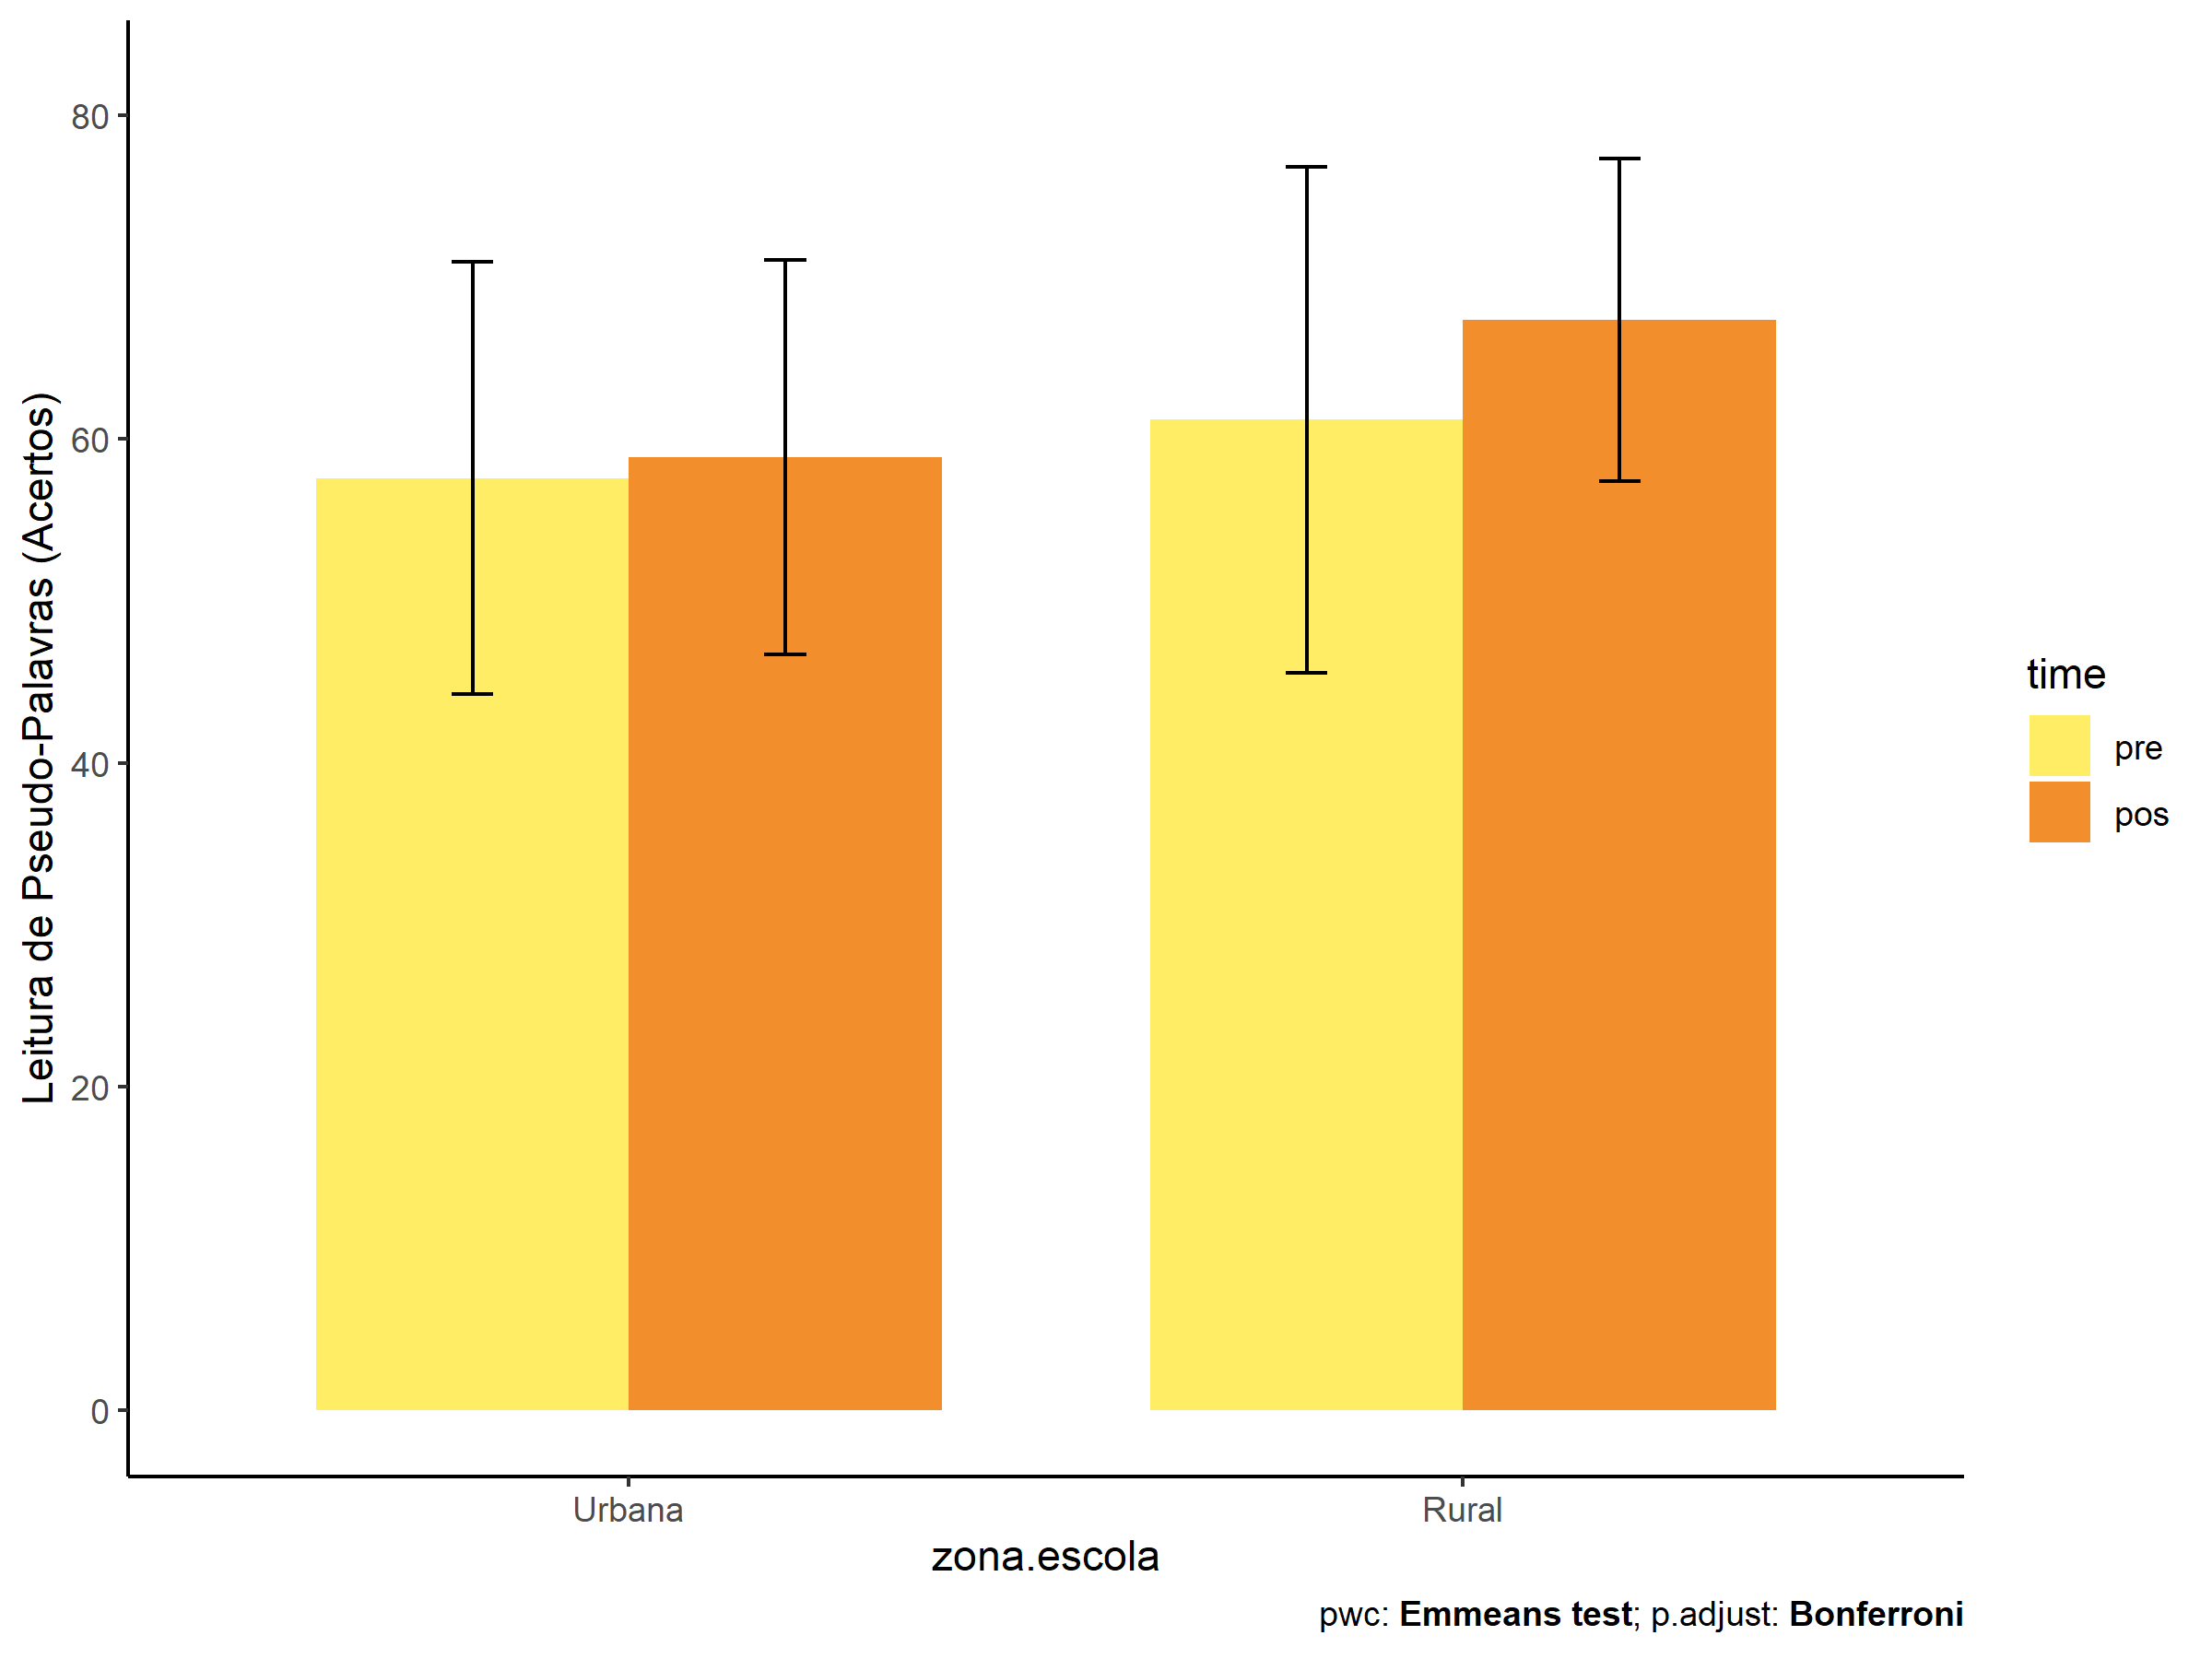 Leitura de Pseudo-Palavras (Acertos)
80
60
40
20
0
Urbana
Rural
zona.escola
time
pre
pos
pwc: Emmeans test; p.adjust: Bonferroni